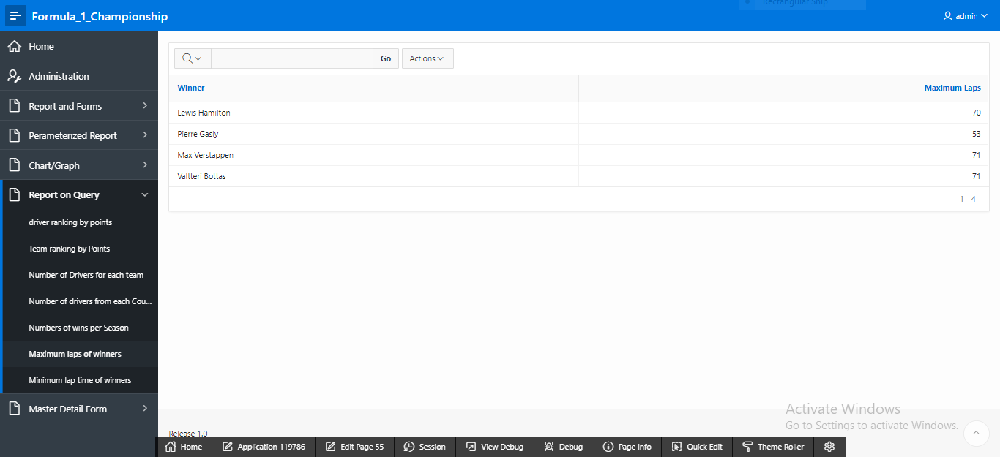 Rectangular Snip
Formula_1_Championship
admin
Home
Administration
Report and Forms
Perameterized Report
Chart/Graph
Report on Query
driver ranking by points
Team ranking by Points
Number of Drivers for each team
Number of drivers from each Cou...
Numbers of wins per Season
Maximum laps of winners
Minimum lap time of winners
Master Detail Form
Go Actions
Winner Maximum Laps
Lewis Hamilton 70
Pierre Gasly 53
Max Verstappen 71
Valtteri Bottas 71
1 - 4
Activate Windows
Go to Settings to activate Windows.
Release 1.0
Home Application 119786 Edit Page 55 Session View Debug Debug Page Info Quick Edit Theme Roller